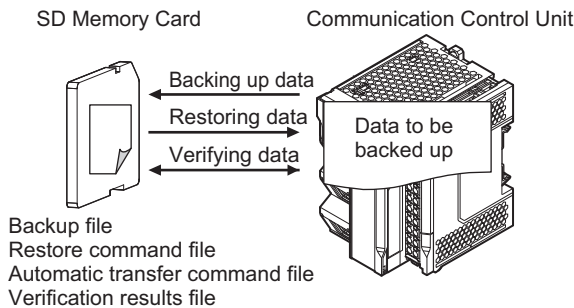 SD Memory Card
Communication Control Unit
Backing up data
Restoring data
Verifying data
Data to be
backed up
Backup file
Restore command file
Automatic transfer command file
Verification results file